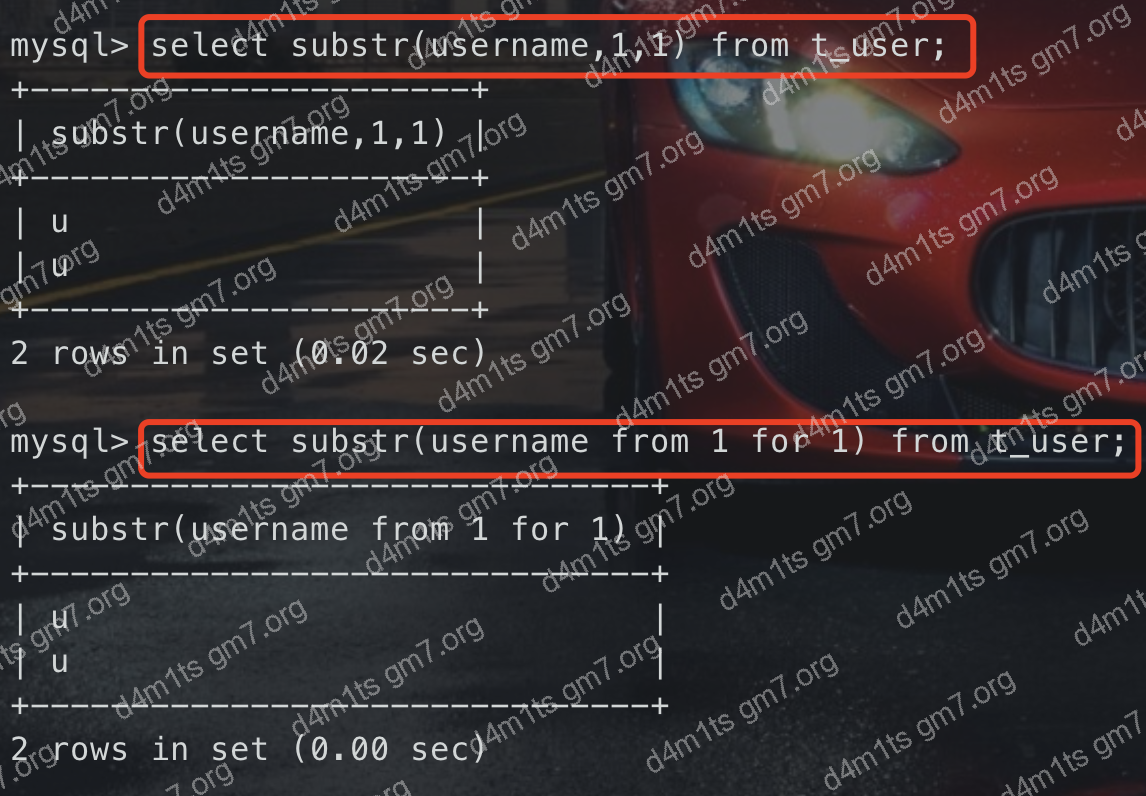 mysql> select substr(username,1,1) from t_user;
+----------------------+
| substr(username,1,1) |
+----------------------+
| u                    |
| u                    |
+----------------------+
2 rows in set (0.02 sec)
mysql> select substr(username from 1 for 1) from t_user;
+-------------------------------+
| substr(username from 1 for 1) |
+-------------------------------+
| u                             |
| u                             |
+-------------------------------+
2 rows in set (0.00 sec)
d4m1ts gm7.org